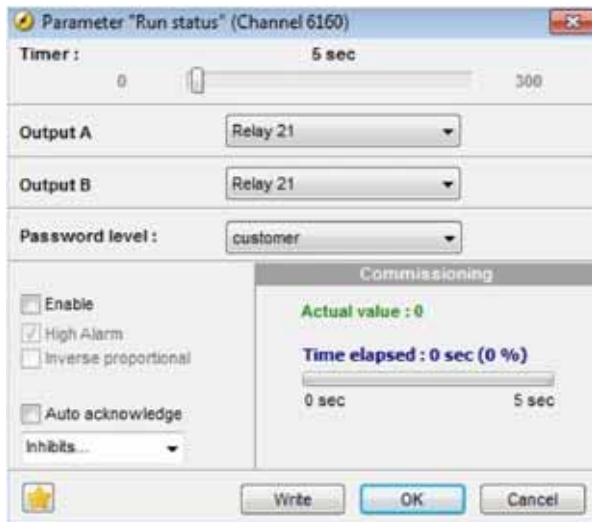 Parameter "Run status" (Channel 6160)
Timer :
5 sec
0
300
Output A
Relay 21
Output B
Relay 21
Password level :
customer
Commissioning
Enable
High Alarm
Inverse proportional
Auto acknowledge
Inhibits...
Actual value : 0
Time elapsed : 0 sec (0 %)
0 sec
5 sec
Write
OK
Cancel